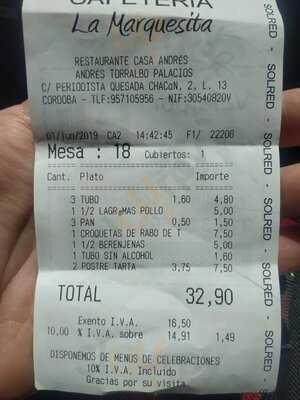 CAFETERIA
La Marquesita
RESTAURANTE CASA ANDRES
ANDRES TORRALBO PALACIOS
C/ PERIODISTA QUESADA CHACaN, 2, L. 13
CORDOBA - TLF:957105956 - NIF:30540820V
01/jun/2019 CA2 14:42:45 F1/ 22206
Mesa : 18 Cubiertos: 1
Cant. Plato Importe
3 TUBO 1,60 4,80
1 1/2 LAGRIMAS POLLO 5,00
3 PAN 0,50 1,50
1 CROQUETAS DE RABO DE T 7,50
1 1/2 BERENJENAS 5,00
1 TUBO SIN ALCOHOL 1,60
2 POSTRE TARTA 3,75 7,50
TOTAL 32,90
Exento I.V.A. 16,50
10,00 % I.V.A. sobre 14,91 1,49
DISPONEMOS DE MENUS DE CELEBRACIONES
10% I.V.A. Incluido
Gracias por su visita
SOLRED - SOLRED - SOLRED - SOLRED - SOLRED - SOLRED - SOLRED